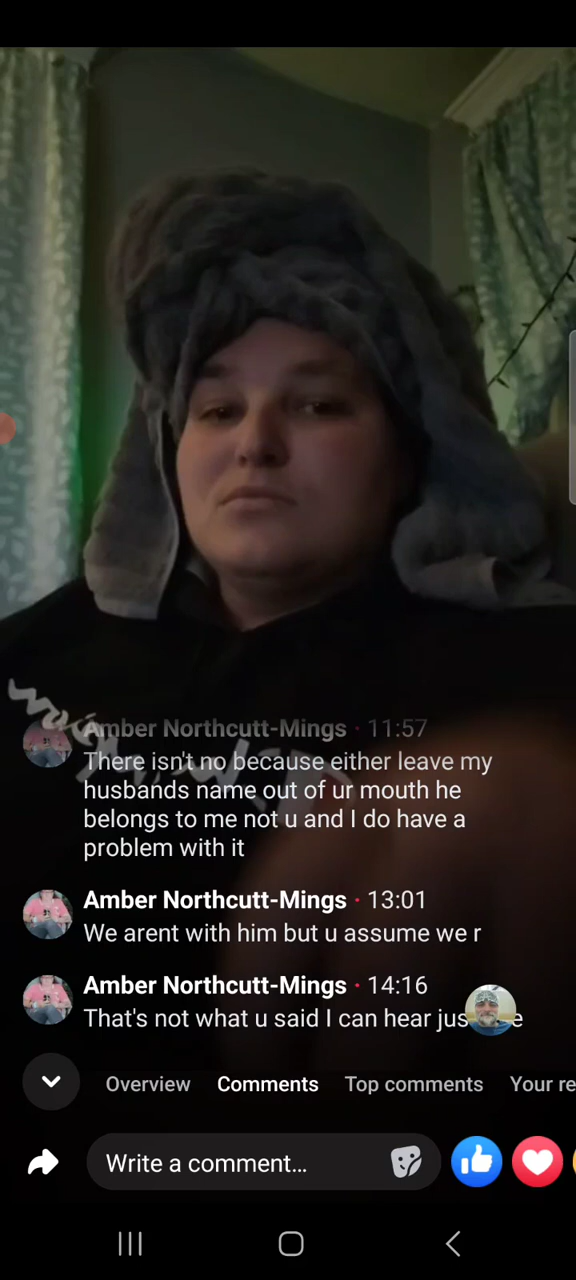 Amber Northcutt-Mings · 11:57
There isn't no because either leave my
husbands name out of ur mouth he
belongs to me not u and I do have a
problem with it
Amber Northcutt-Mings · 13:01
We arent with him but u assume we r
Amber Northcutt-Mings · 14:16
That's not what u said I can hear
Overview Comments Top comments Your re
Write a comment...